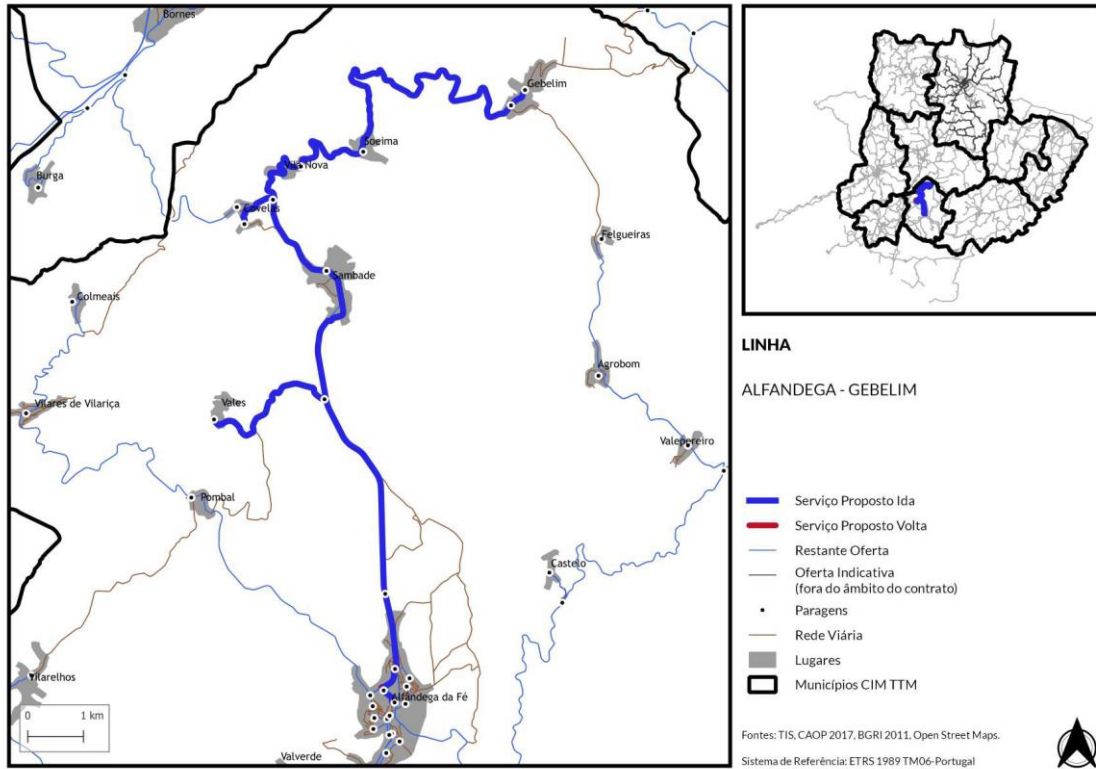 Bornes
Gebelim
Soeima
Vila Nova
Burga
Covelas
Felgueiras
Sambade
Colmeais
Agrobom
Vales
Vilares de Vilariça
Valepereiro
Pombal
Castelo
Vilarelhos
Alfândega da Fé
0 1 km
Valverde
LINHA
ALFANDEGA - GEBELIM
Serviço Proposto Ida
Serviço Proposto Volta
Restante Oferta
Oferta Indicativa
(fora do âmbito do contrato)
Paragens
Rede Viária
Lugares
Municípios CIM TTM
Fontes: TIS, CAOP 2017, BGRI 2011, Open Street Maps.
Sistema de Referência: ETRS 1989 TM06-Portugal